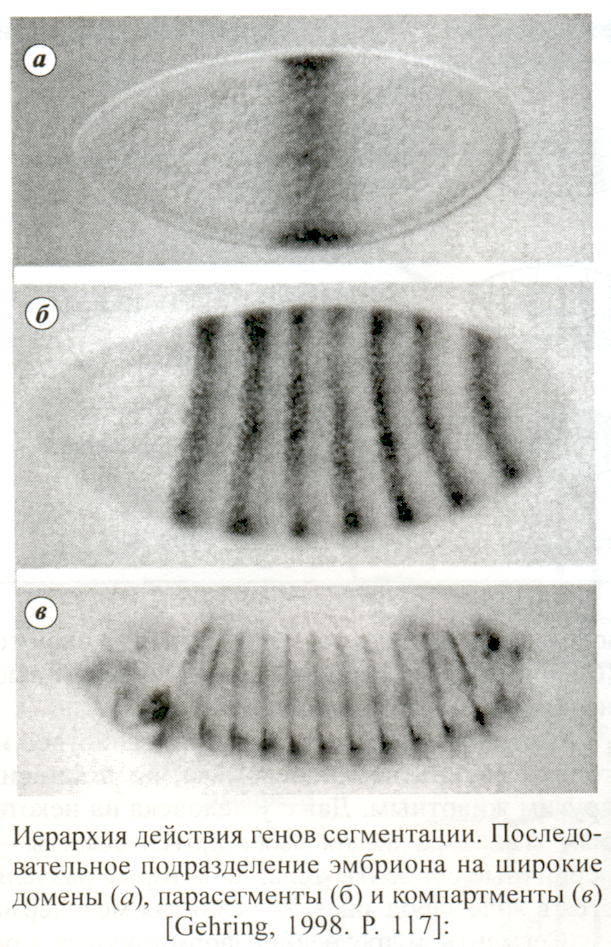 а
б
в
Иерархия действия генов сегментации. Последо-
вательное подразделение эмбриона на широкие
домены (а), парасегменты (б) и компартменты (в)
[Gehring, 1998. P. 117]: